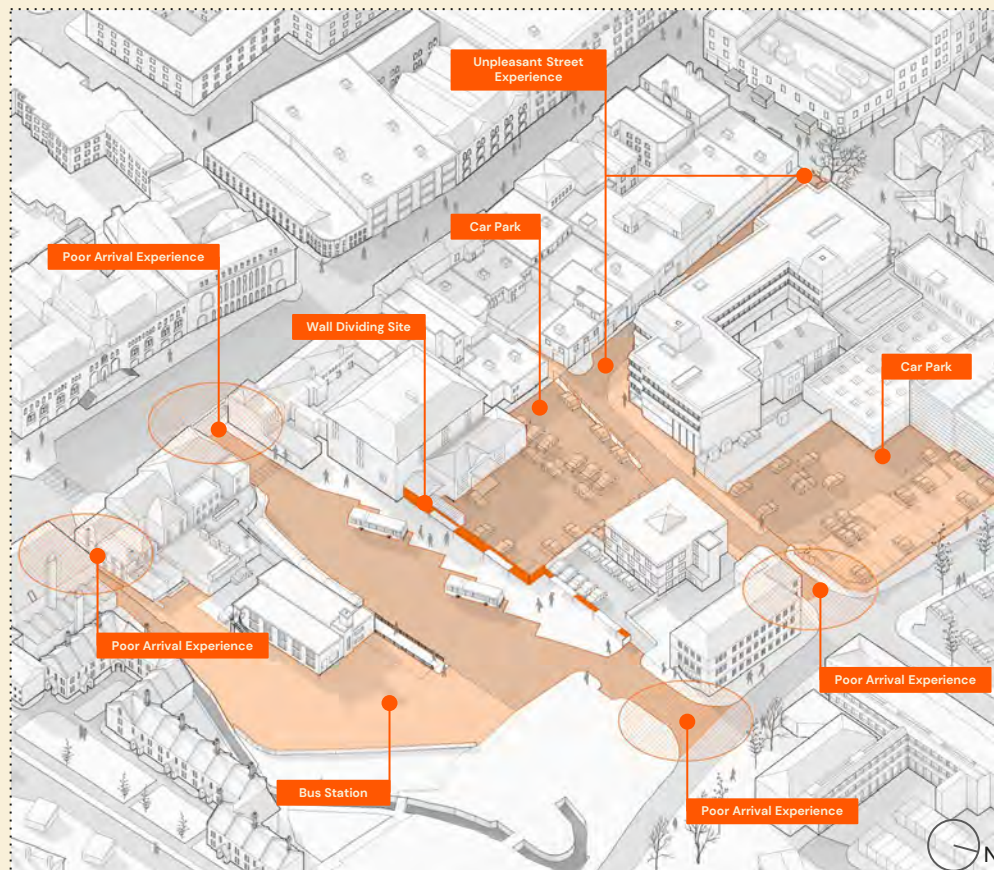 Unpleasant Street
Experience
Car Park
Poor Arrival Experience
Wall Dividing Site
Car Park
Poor Arrival Experience
Poor Arrival Experience
Bus Station
Poor Arrival Experience
N